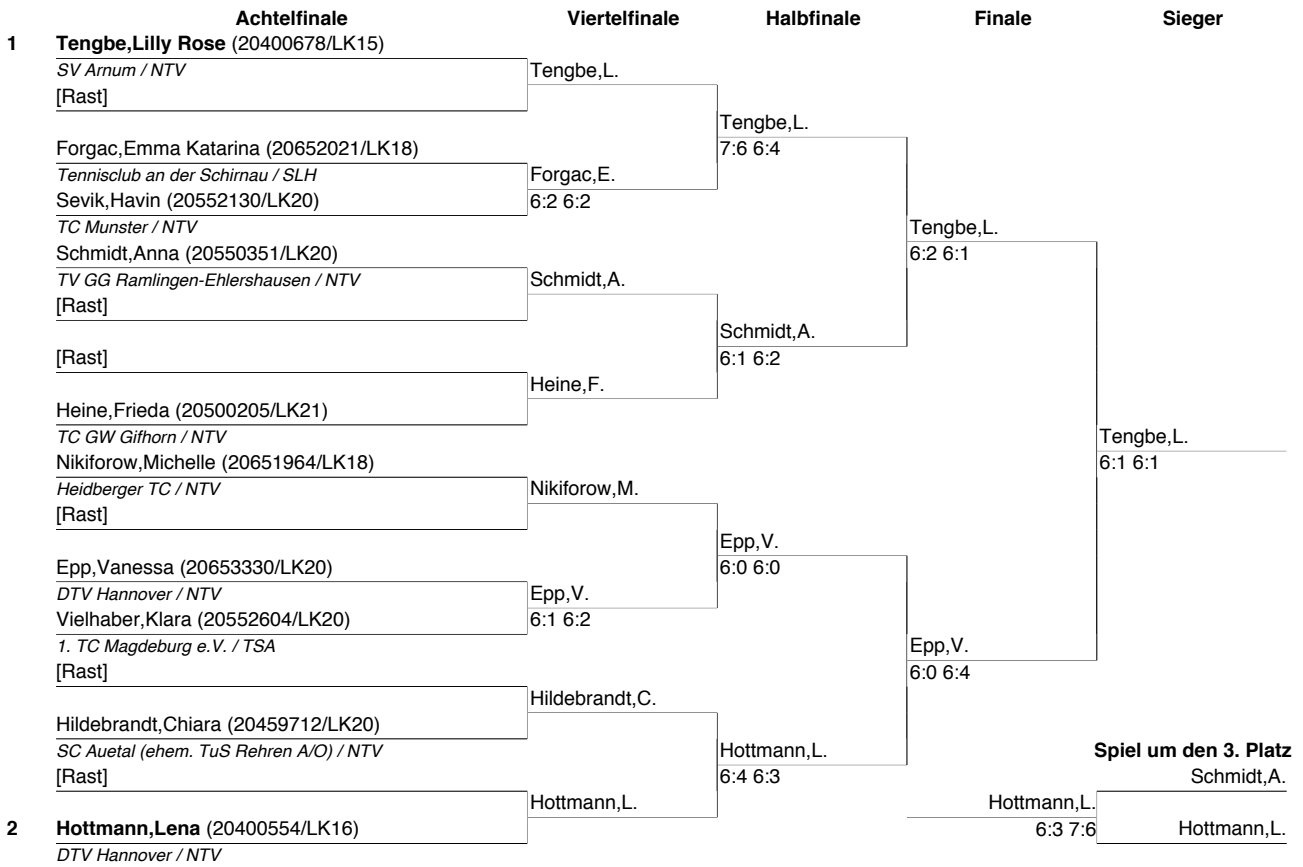 Achtelfinale Viertelfinale Halbfinale Finale Sieger
1 Tengbe,Lilly Rose (20400678/LK15)
SV Arnum / NTV Tengbe,L.
[Rast]
Tengbe,L.
Forgac,Emma Katarina (20652021/LK18) 7:6 6:4
Tennisclub an der Schirnau / SLH Forgac,E.
Sevik,Havin (20552130/LK20) 6:2 6:2
TC Munster / NTV Tengbe,L.
Schmidt,Anna (20550351/LK20) 6:2 6:1
TV GG Ramlingen-Ehlershausen / NTV Schmidt,A.
[Rast]
Schmidt,A.
[Rast] 6:1 6:2
Heine,F.
Heine,Frieda (20500205/LK21)
TC GW Gifhorn / NTV Tengbe,L.
Nikiforow,Michelle (20651964/LK18) 6:1 6:1
Heidberger TC / NTV Nikiforow,M.
[Rast]
Epp,V.
Epp,Vanessa (20653330/LK20) 6:0 6:0
DTV Hannover / NTV Epp,V.
Vielhaber,Klara (20552604/LK20) 6:1 6:2
1. TC Magdeburg e.V. / TSA Epp,V.
[Rast] 6:0 6:4
Hildebrandt,C.
Hildebrandt,Chiara (20459712/LK20)
SC Auetal (ehem. TuS Rehren A/O) / NTV Hottmann,L. Spiel um den 3. Platz
[Rast] 6:4 6:3 Schmidt,A.
Hottmann,L. Hottmann,L.
2 Hottmann,Lena (20400554/LK16) 6:3 7:6 Hottmann,L.
DTV Hannover / NTV